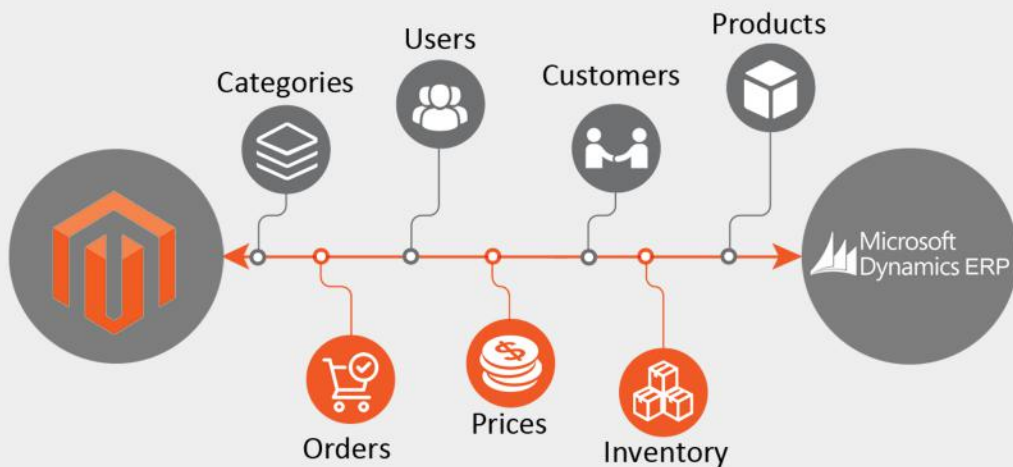 Products
Users
Customers
Categories
Microsoft
Dynamics ERP
Prices
Orders
Inventory